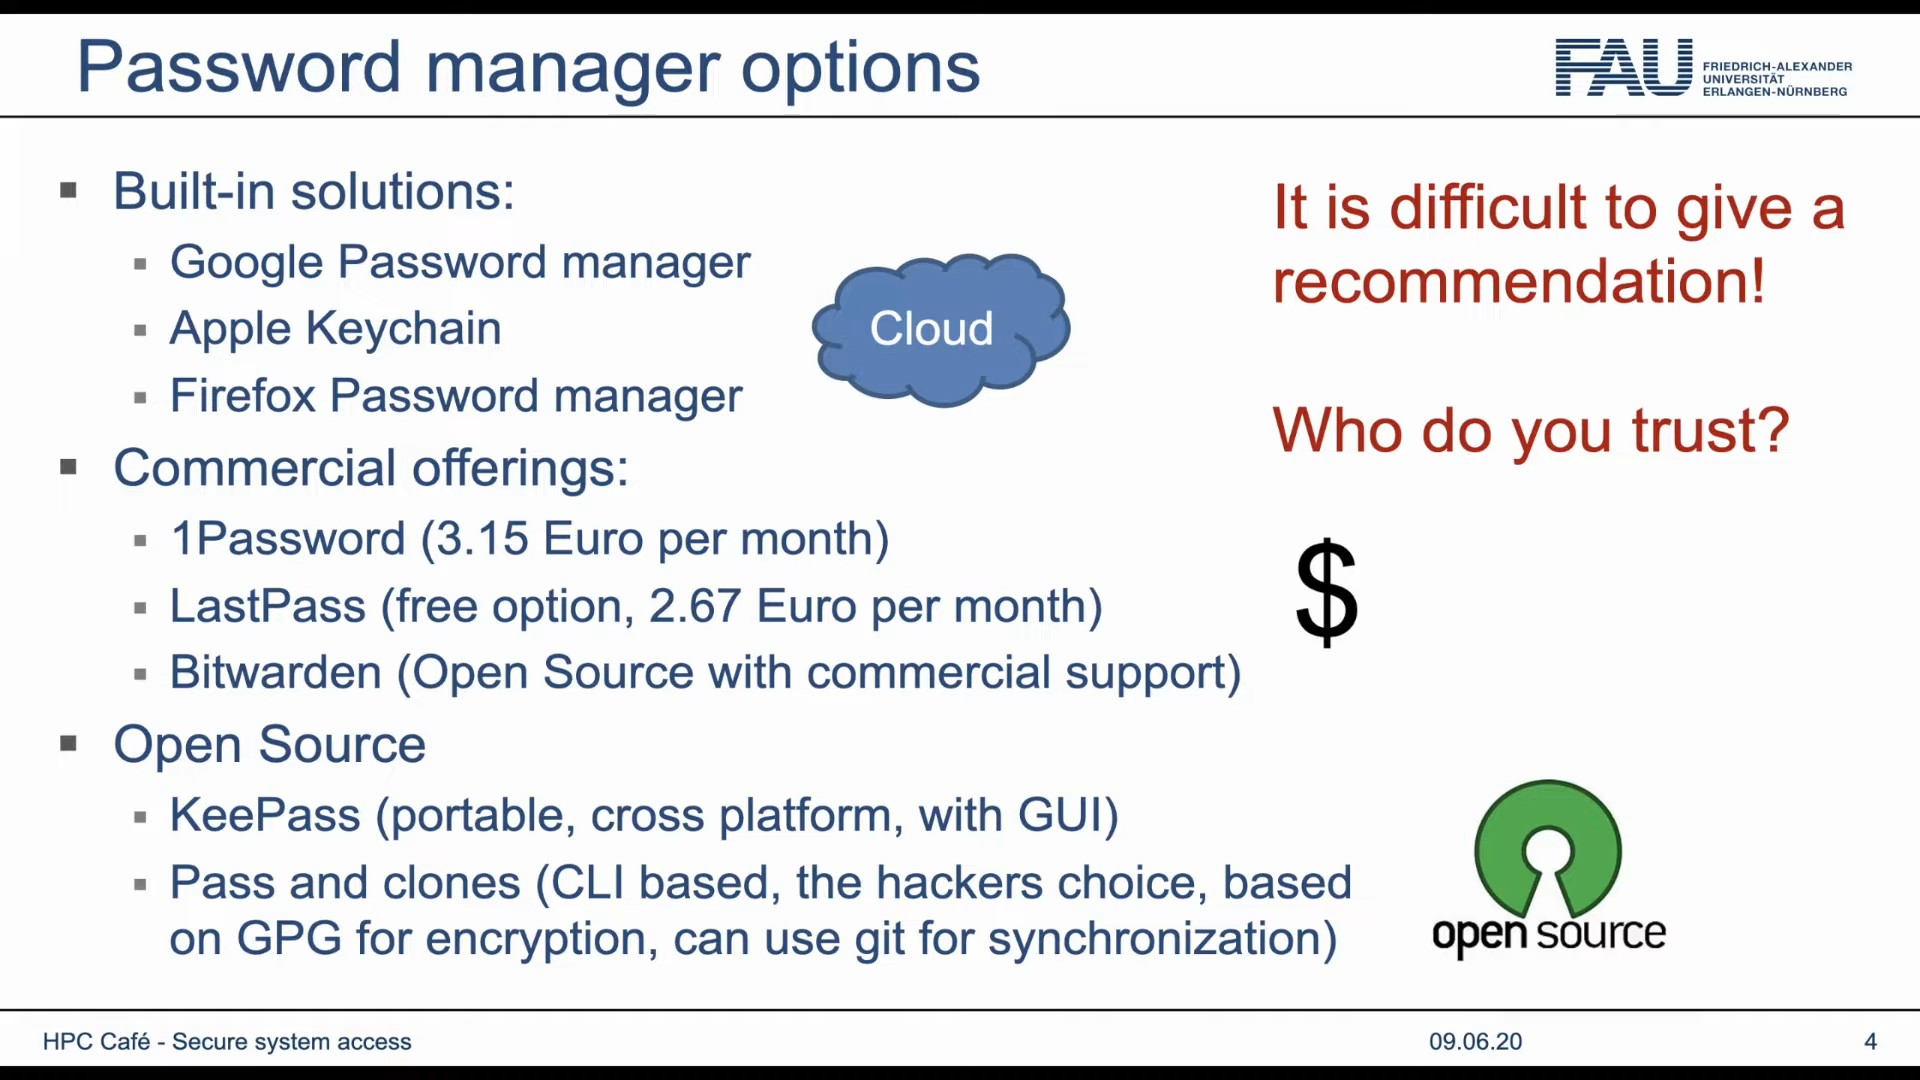 Password manager options
FAU
FRIEDRICH-ALEXANDER
UNIVERSITÄT
ERLANGEN-NÜRNBERG
Built-in solutions:
Google Password manager
Apple Keychain
Firefox Password manager
Cloud
It is difficult to give a
recommendation!
Who do you trust?
Commercial offerings:
1Password (3.15 Euro per month)
LastPass (free option, 2.67 Euro per month)
Bitwarden (Open Source with commercial support)
$
Open Source
KeePass (portable, cross platform, with GUI)
Pass and clones (CLI based, the hackers choice, based
on GPG for encryption, can use git for synchronization)
open source
HPC Café - Secure system access
09.06.20
4